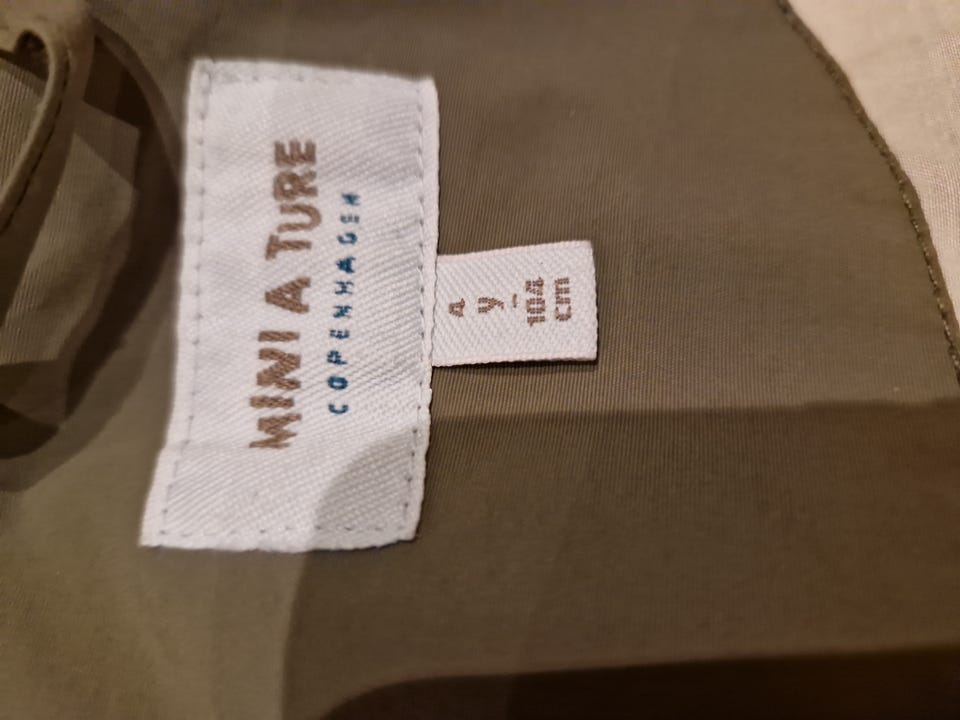 MINI A TURE
COPENHAGEN
4
y
-
104
cm